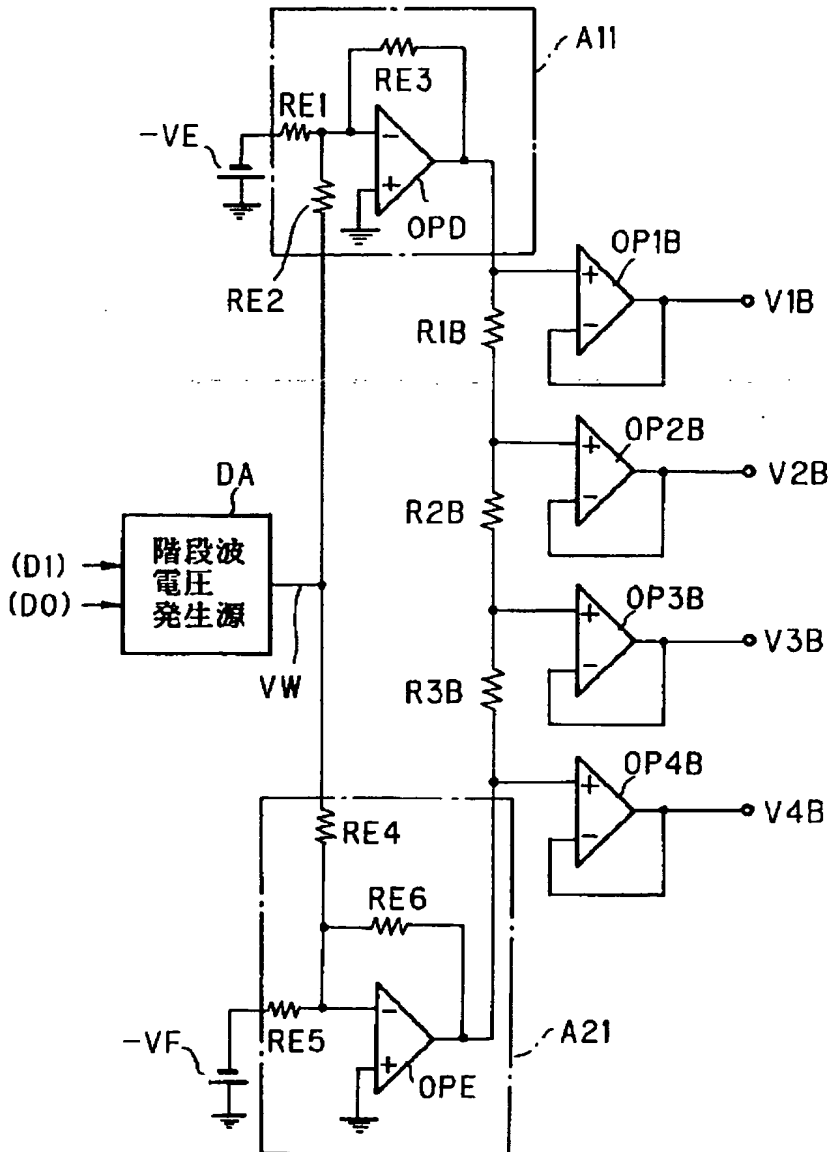 A11
RE3
RE1
-VE
OPD
RE2
OP1B
V1B
R1B
OP2B
V2B
DA
階段波
電圧
発生源
(D1)
(D0)
R2B
OP3B
V3B
VW
R3B
OP4B
V4B
RE4
RE6
RE5
-VF
OPE
A21